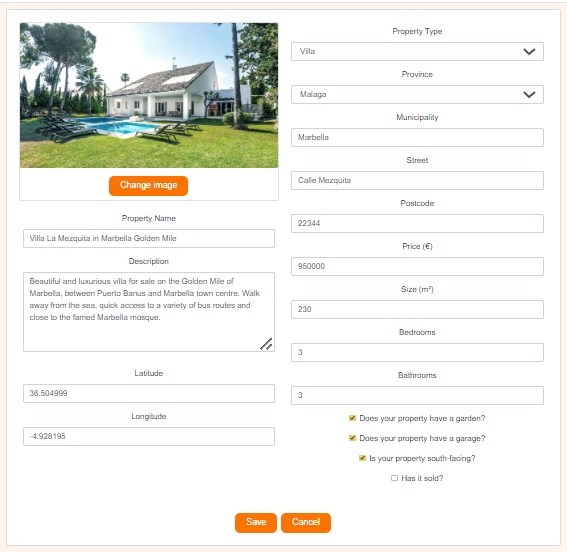 Change image
Property Name
Villa La Mezquita in Marbella Golden Mile
Description
Beautiful and luxurious villa for sale on the Golden Mile of
Marbella, between Puerto Banus and Marbella town centre. Walk
away from the sea, quick access to a variety of bus routes and
close to the famed Marbella mosque.
Latitude
36.504999
Longitude
-4.928195
Property Type
Villa
Province
Malaga
Municipality
Marbella
Street
Calle Mezquita
Postcode
22344
Price (€)
950000
Size (m²)
230
Bedrooms
3
Bathrooms
3
Does your property have a garden?
Does your property have a garage?
Is your property south-facing?
Has it sold?
Save Cancel